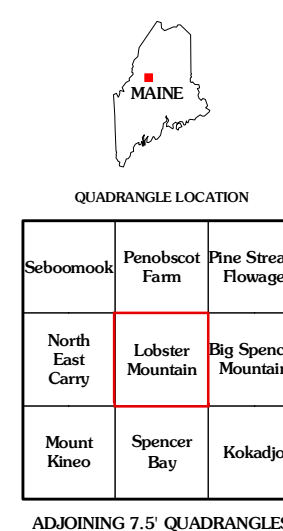 MAINE
QUADRANGLE LOCATION
Seboomook
Penobscot
Farm
Pine Strea
Flowage
North
East
Carry
Lobster
Mountain
Big Spenc
Mountai
Mount
Kineo
Spencer
Bay
Kokadjo
ADJOINING 7.5' QUADRANGLES